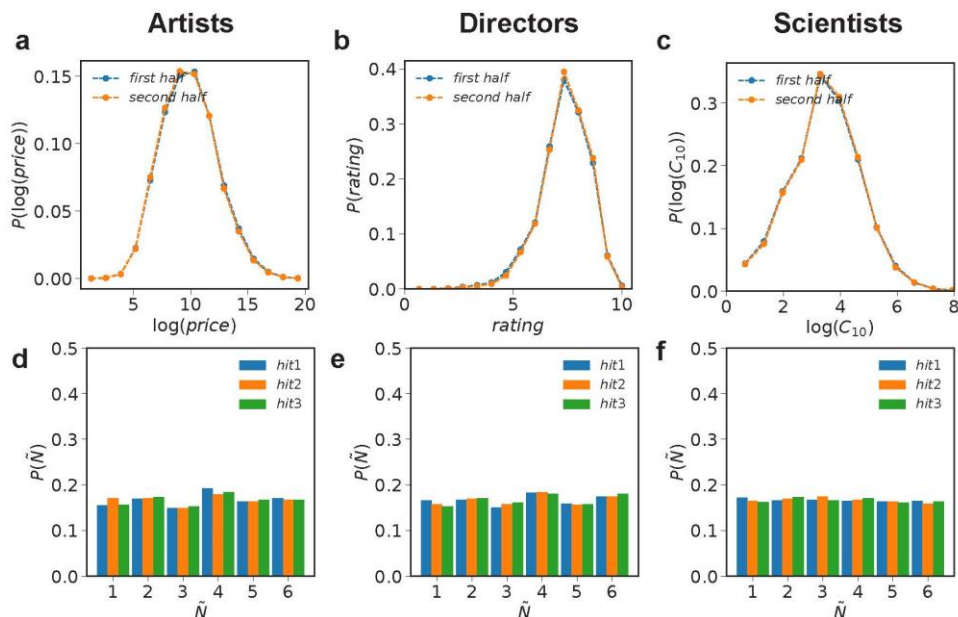 Artists
Directors
Scientists
a
first half
second half
P(log(price))
0.15
0.10
0.05
0.00
5
10
15
20
log(price)
b
first half
second half
P(rating)
0.4
0.3
0.2
0.1
0.0
0
5
10
rating
c
first half
second half
P(log(C₁₀))
0.3
0.2
0.1
0.0
0
2
4
6
8
log(C₁₀)
d
hit1
hit2
hit3
P(Ñ)
0.5
0.4
0.3
0.2
0.1
0.0
1
2
3
4
5
6
Ñ
e
hit1
hit2
hit3
P(Ñ)
0.5
0.4
0.3
0.2
0.1
0.0
1
2
3
4
5
6
Ñ
f
hit1
hit2
hit3
P(Ñ)
0.5
0.4
0.3
0.2
0.1
0.0
1
2
3
4
5
6
Ñ